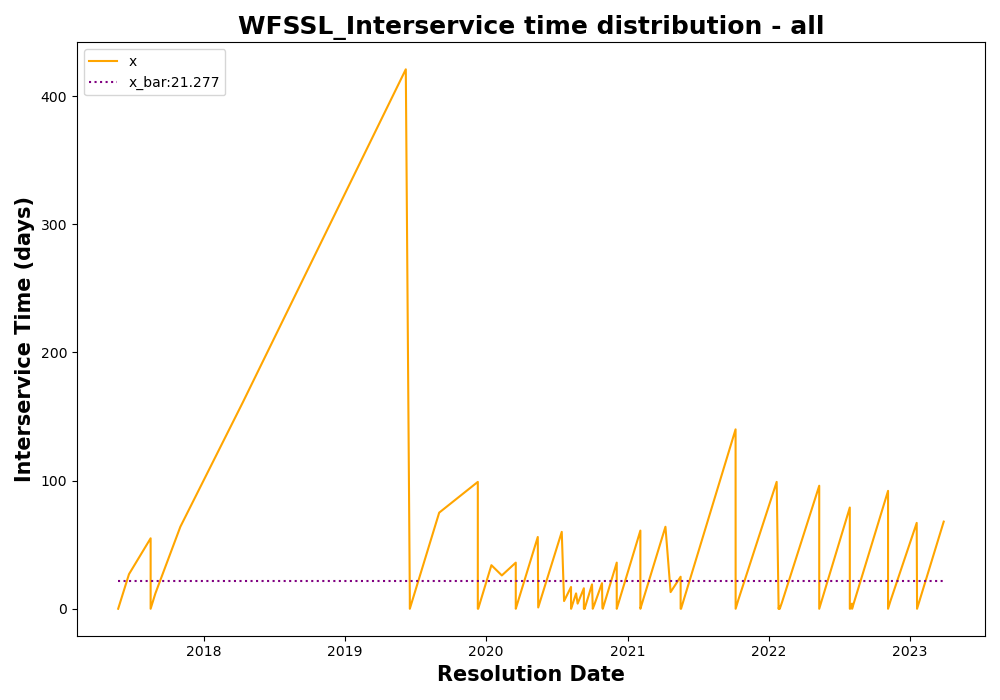 WFSSL_Interservice time distribution - all
x
x_bar:21.277
Interservice Time (days)
400
300
200
100
0
2018
2019
2020
2021
2022
2023
Resolution Date